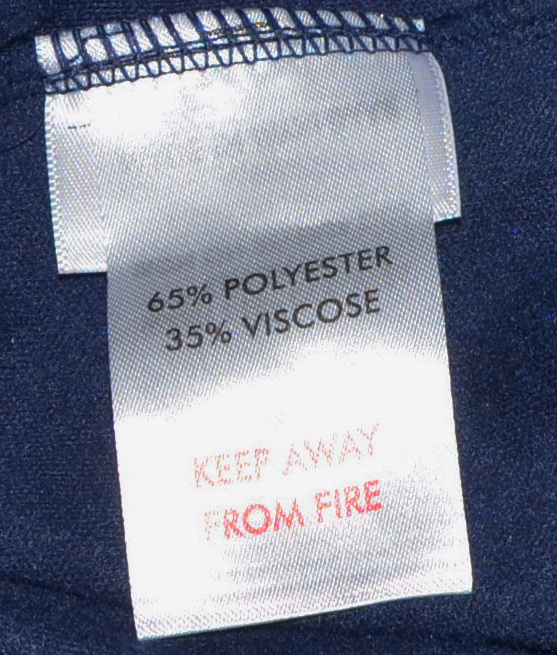 65% POLYESTER
35% VISCOSE
KEEP AWAY
FROM FIRE